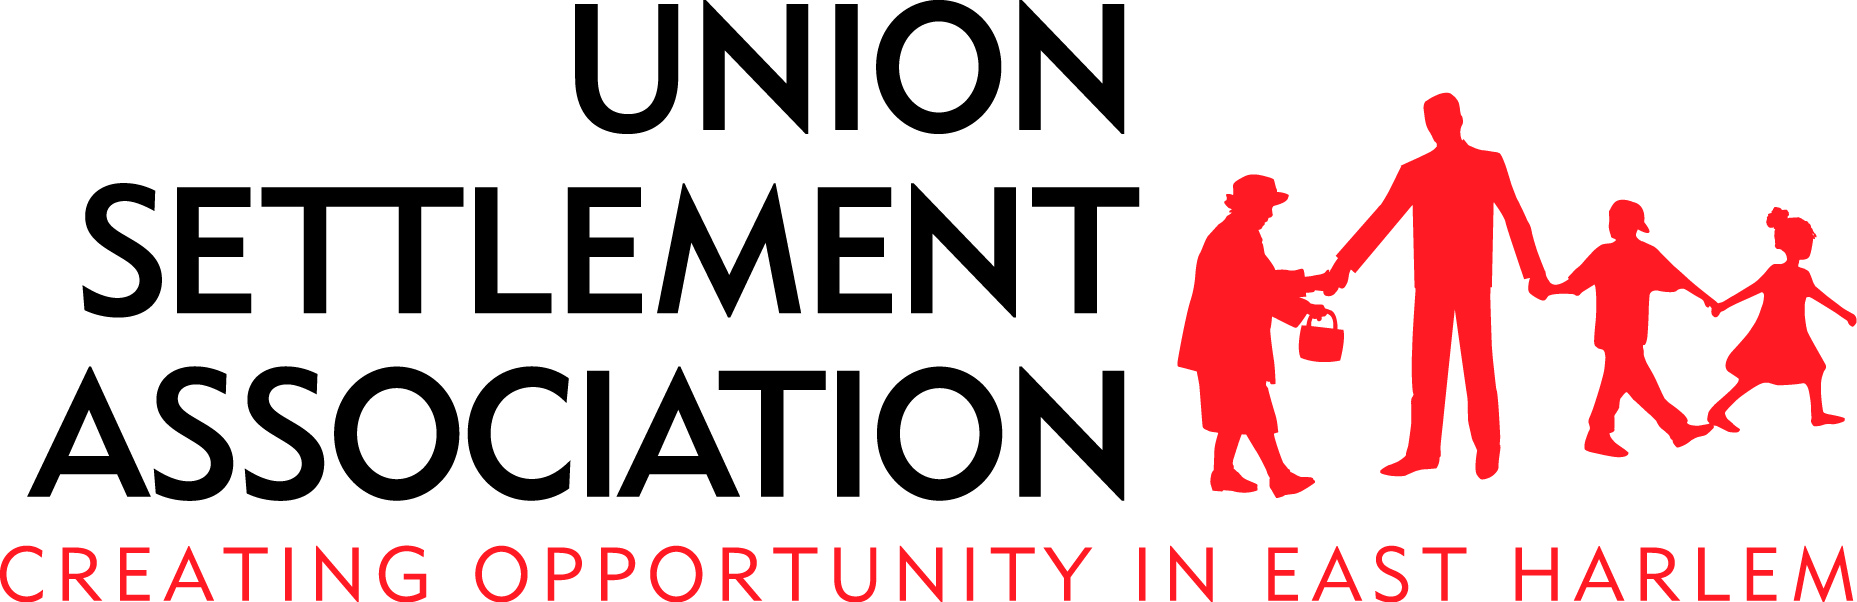 UNION
SETTLEMENT
ASSOCIATION
CREATING OPPORTUNITY IN EAST HARLEM